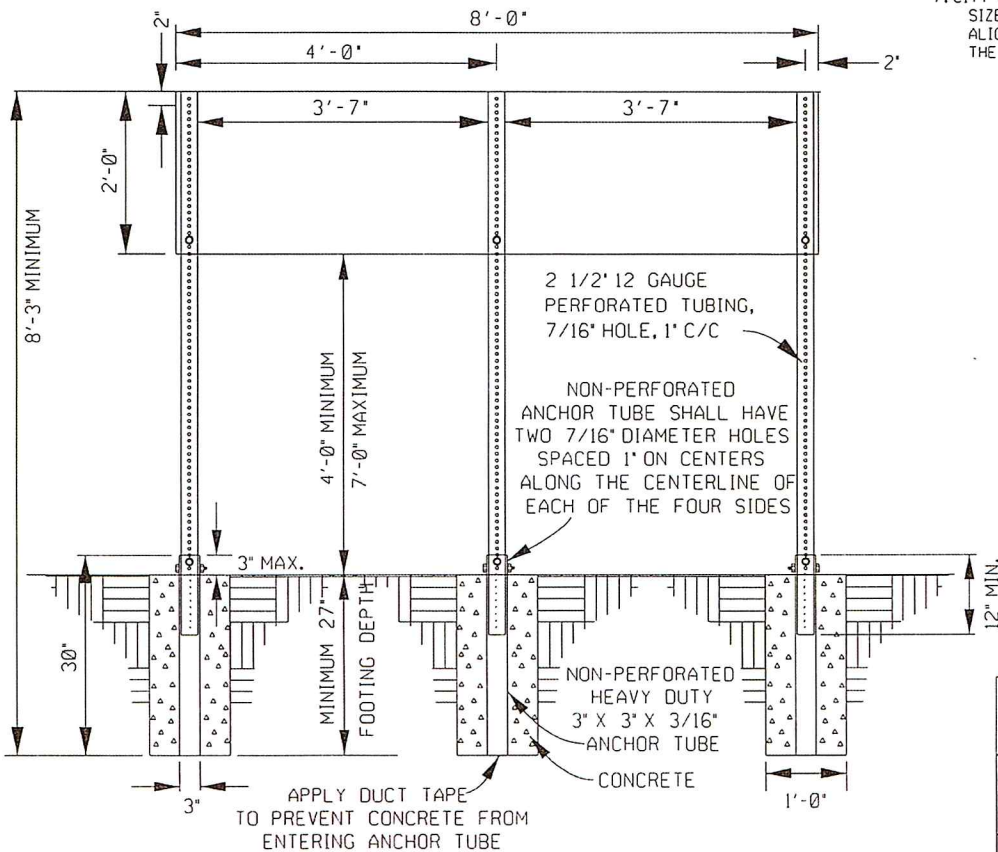 7.CITY
SIZE
ALIG
THE
8'-0"
2"
4'-0"
2"
3'-7"
3'-7"
2'-0"
8'-3" MINIMUM
2 1/2" 12 GAUGE
PERFORATED TUBING,
7/16" HOLE, 1" C/C
4'-0" MINIMUM
7'-0" MAXIMUM
NON-PERFORATED
ANCHOR TUBE SHALL HAVE
TWO 7/16" DIAMETER HOLES
SPACED 1" ON CENTERS
ALONG THE CENTERLINE OF
EACH OF THE FOUR SIDES
3" MAX.
12" MIN.
30"
MINIMUM 27"
FOOTING DEPTH
NON-PERFORATED
HEAVY DUTY
3" X 3" X 3/16"
ANCHOR TUBE
CONCRETE
3"
1'-0"
APPLY DUCT TAPE
TO PREVENT CONCRETE FROM
ENTERING ANCHOR TUBE